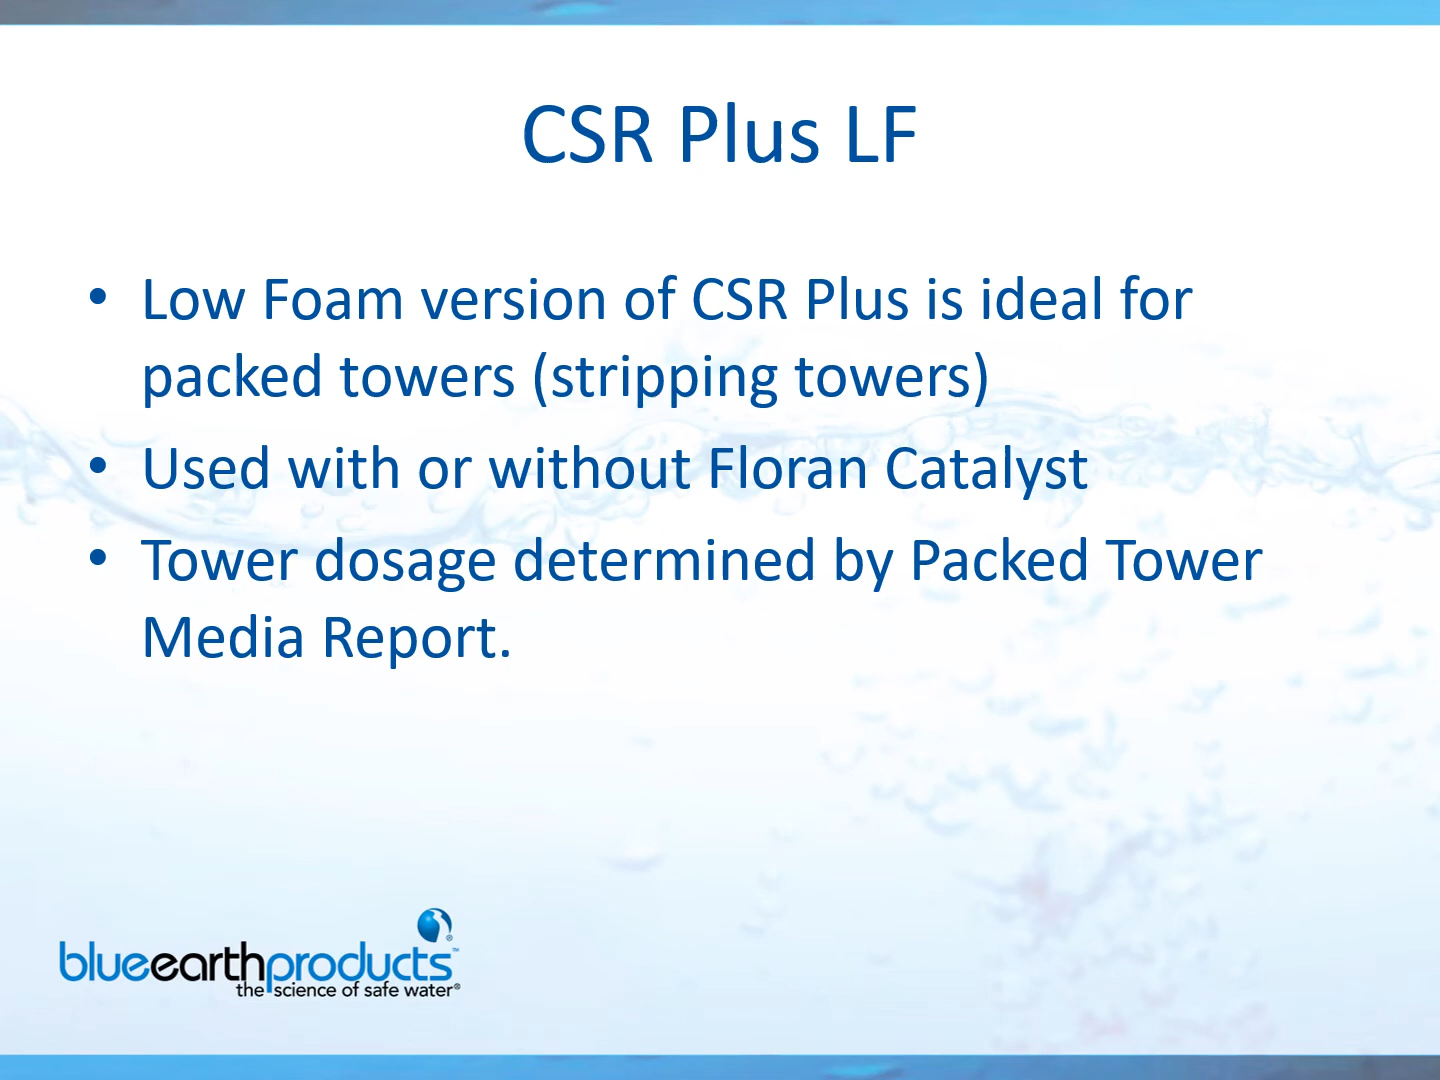 CSR Plus LF
• Low Foam version of CSR Plus is ideal for
packed towers (stripping towers)
• Used with or without Floran Catalyst
• Tower dosage determined by Packed Tower
Media Report.
blueearthproducts™
the science of safe water®